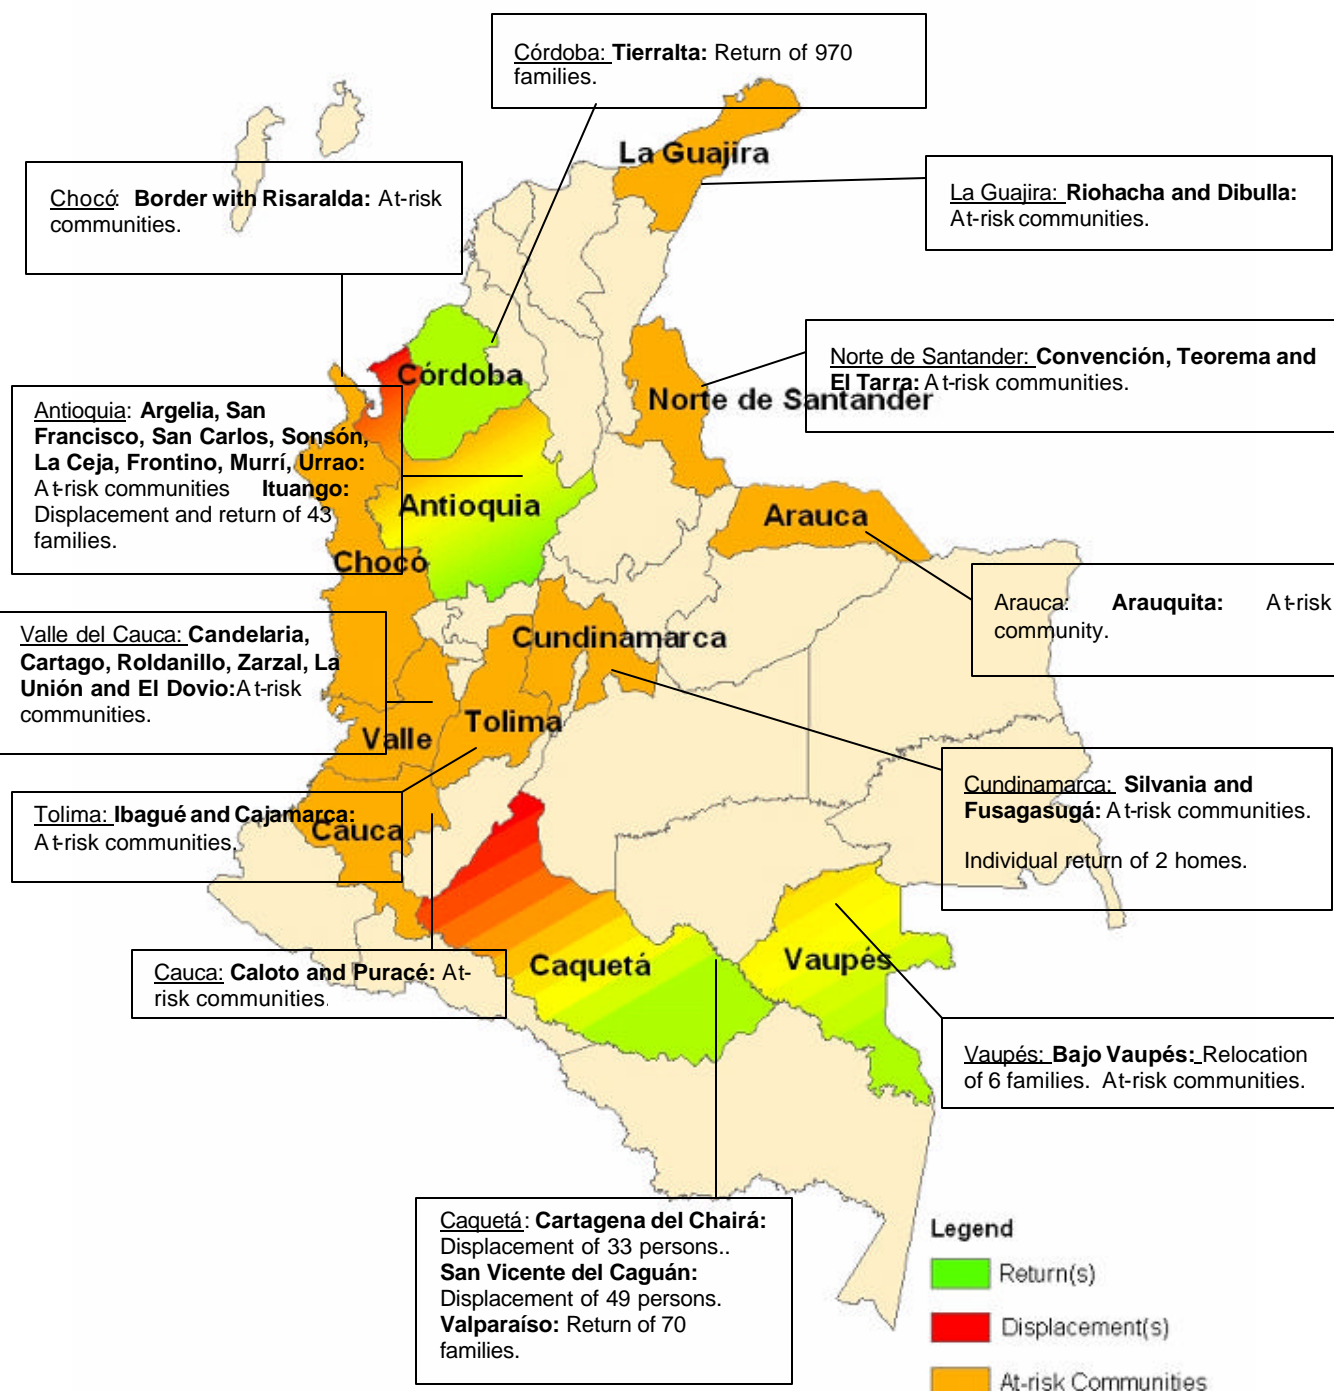 Córdoba: Tierralta: Return of 970
families.
La Guajira
Chocó: Border with Risaralda: At-risk
communities.
La Guajira: Riohacha and Dibulla:
At-risk communities.
Norte de Santander: Convención, Teorema and
El Tarra: At-risk communities.
Córdoba
Norte de Santander
Antioquia: Argelia, San
Francisco, San Carlos, Sonsón,
La Ceja, Frontino, Murrí, Urrao:
At-risk communities Ituango:
Displacement and return of 43
families.
Antioquia
Arauca
Chocó
Arauca: Arauquita: At-risk
community.
Valle del Cauca: Candelaria,
Cartago, Roldanillo, Zarzal, La
Unión and El Dovio: At-risk
communities.
Cundinamarca
Tolima
Valle
Cundinamarca: Silvania and
Fusagasugá: At-risk communities.
Individual return of 2 homes.
Tolima: Ibagué and Cajamarca:
At-risk communities.
Cauca
Cauca: Caloto and Puracé: At-
risk communities.
Caquetá
Vaupés
Vaupés: Bajo Vaupés: Relocation
of 6 families. At-risk communities.
Caquetá: Cartagena del Chairá:
Displacement of 33 persons..
San Vicente del Caguán:
Displacement of 49 persons.
Valparaíso: Return of 70
families.
Legend
Return(s)
Displacement(s)
At-risk Communities